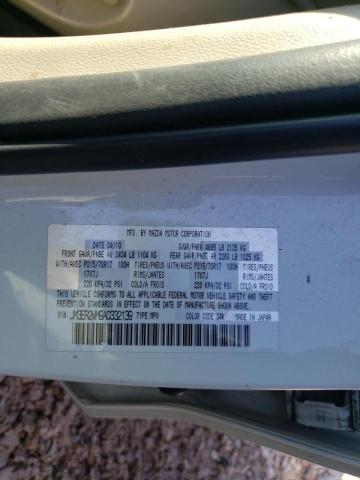 MFD. BY MAZDA MOTOR CORPORATION
DATE 04/10 GVWR/PNBV 4685 LB 2125 KG
FRONT GAWR/PNBE AV 2434 LB 1104 KG REAR GAWR/PNBE AR 2260 LB 1025 KG
WITH/AVEC P215/70R17 100H TIRES/PNEUS WITH/AVEC P215/70R17 100H TIRES/PNEUS
17X7J RIMS/JANTES 17X7J RIMS/JANTES
220 KPA/32 PSI COLD/A FROID 220 KPA/32 PSI COLD/A FROID
THIS VEHICLE CONFORMS TO ALL APPLICABLE FEDERAL MOTOR VEHICLE SAFETY
STANDARDS AND THEFT PREVENTION STANDARDS IN EFFECT ON
THE DATE OF MANUFACTURE SHOWN ABOVE.
VIN: JM3ER2WM9A0332139 TYPE:MPV COLOR CODE: 34K MADE IN JAPAN